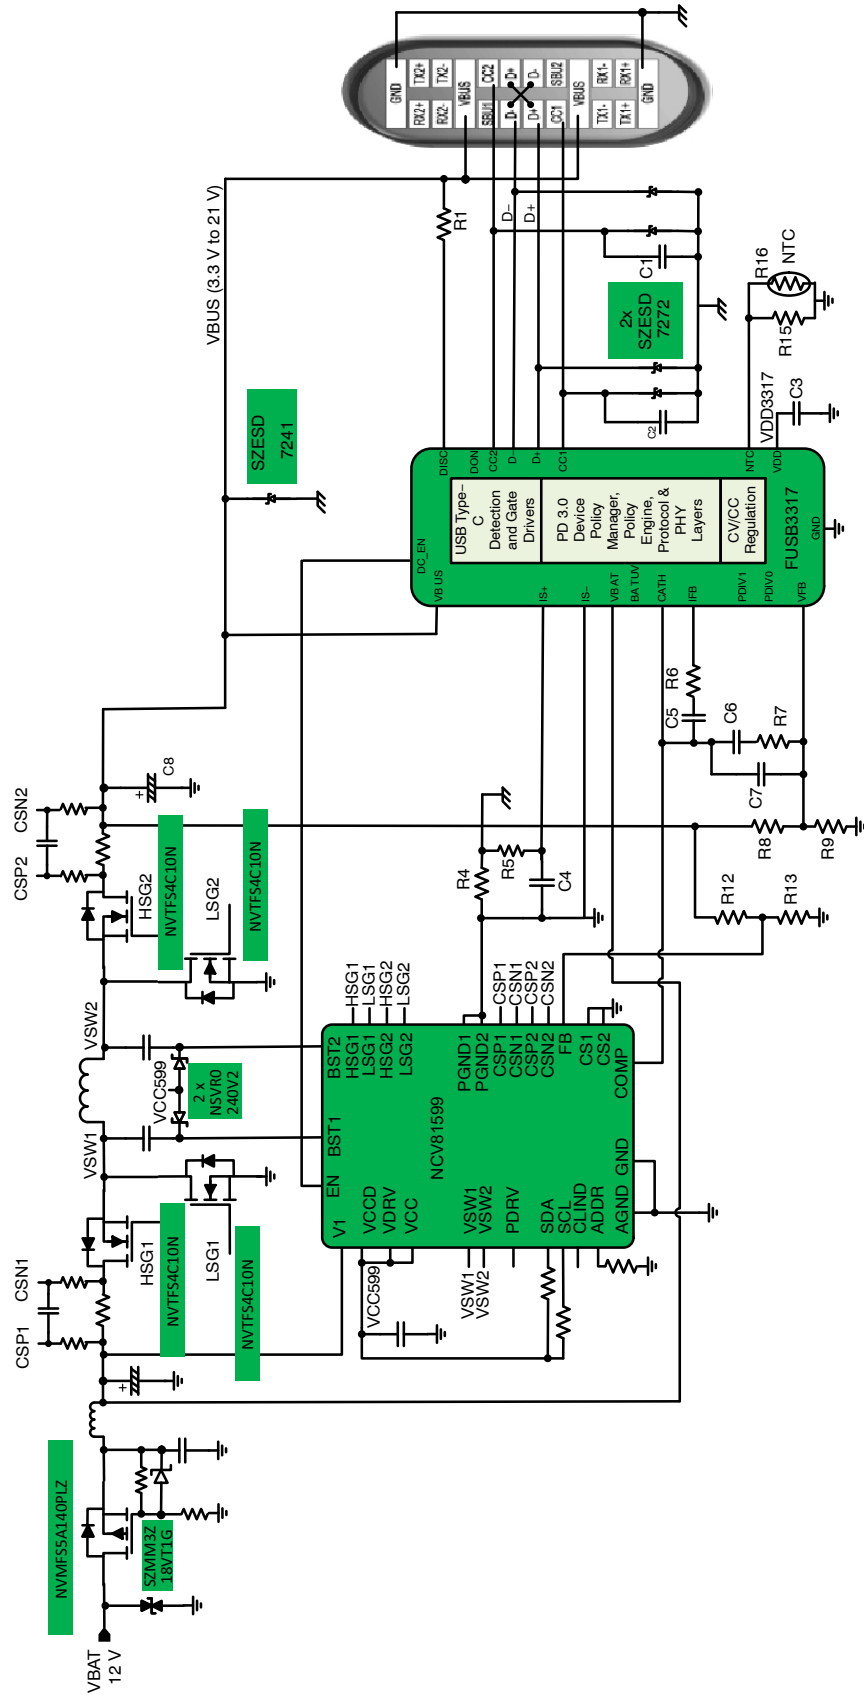 VBAT
12 V
NVMFS5A140PLZ
SZMM3Z
18VT1G
+
CSP1
CSN1
HSG1
NVTFS4C10N
LSG1
NVTFS4C10N
VSW1
VCC599
2 x
NSVR0
240V2
VSW2
HSG2
NVTFS4C10N
LSG2
NVTFS4C10N
CSP2
CSN2
+
C8
VBUS (3.3 V to 21 V)
SZESD
7241
V1
EN
BST1
BST2
VCCD
VDRV
VCC
VCC599
VSW1
VSW2
VSW1
VSW2
PDRV
SDA
SCL
CLIND
ADDR
AGND
GND
NCV81599
HSG1
LSG1
HSG2
LSG2
HSG1
LSG1
HSG2
LSG2
PGND1
PGND2
CSP1
CSN1
CSP2
CSN2
CSP1
CSN1
CSP2
CSN2
FB
CS1
CS2
COMP
R4
R5
C4
R12
R13
R8
R9
C7
C6
R7
C5
R6
DC_EN
VB US
IS+
IS−
VB AT
BA TUV
CATH
IFB
PDIV1
PDIV0
VFB
USB Type−
C
Detection
and Gate
Drivers
PD 3.0
Device
Policy
Manager,
Policy
Engine,
Protocol &
PHY
Layers
CV/CC
Regulation
FUSB3317
GND
DISC
DON
CC2
D−
D+
CC1
NTC
VDD
VDD3317
C3
R15
R16
NTC
C2
2x
SZESD
7272
C1
R1
D−
D+
GND
RX2+
TX2+
RX2-
TX2-
VBUS
SBU1
CC2
D-
D+
D+
D-
CC1
SBU2
VBUS
TX1-
RX1-
TX1+
RX1+
GND